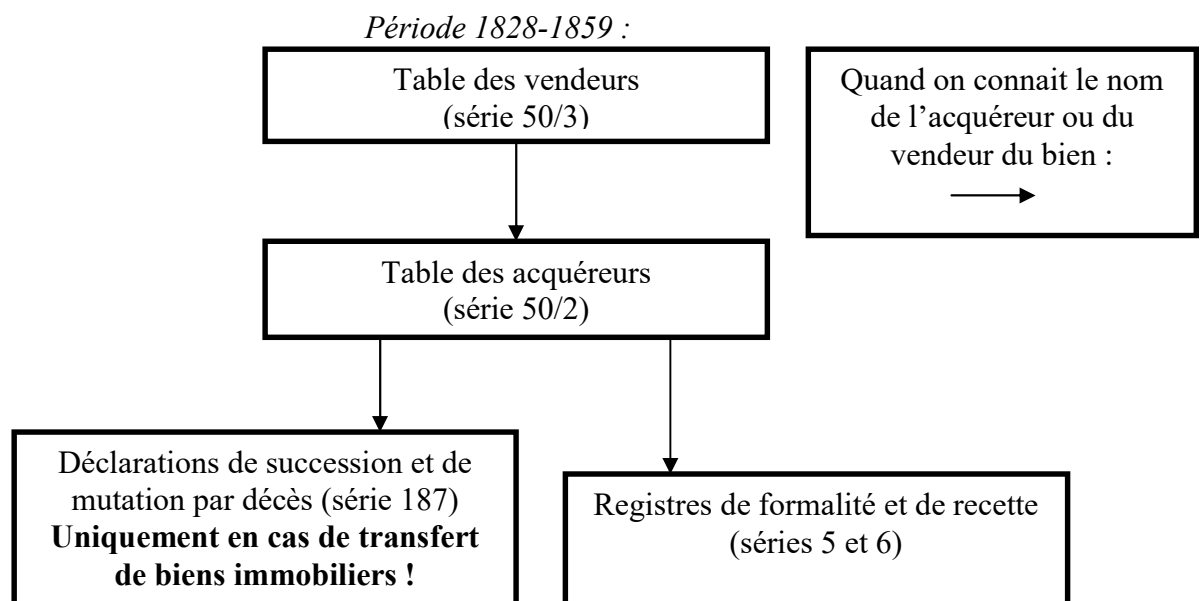 Période 1828-1859 :
Table des vendeurs
(série 50/3)
Quand on connait le nom
de l’acquéreur ou du
vendeur du bien :
Table des acquéreurs
(série 50/2)
Déclarations de succession et de
mutation par décès (série 187)
Uniquement en cas de transfert
de biens immobiliers !
Registres de formalité et de recette
(séries 5 et 6)